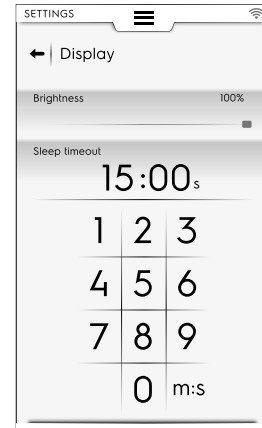 SETTINGS
Display
Brightness 100%
Sleep timeout
15:00s
1 2 3
4 5 6
7 8 9
0 m:s